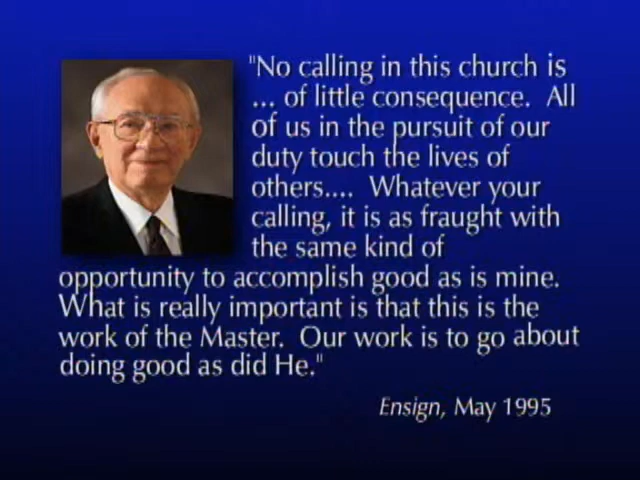 "No calling in this church is
... of little consequence. All
of us in the pursuit of our
duty touch the lives of
others.... Whatever your
calling, it is as fraught with
the same kind of
opportunity to accomplish good as is mine.
What is really important is that this is the
work of the Master. Our work is to go about
doing good as did He."
Ensign, May 1995